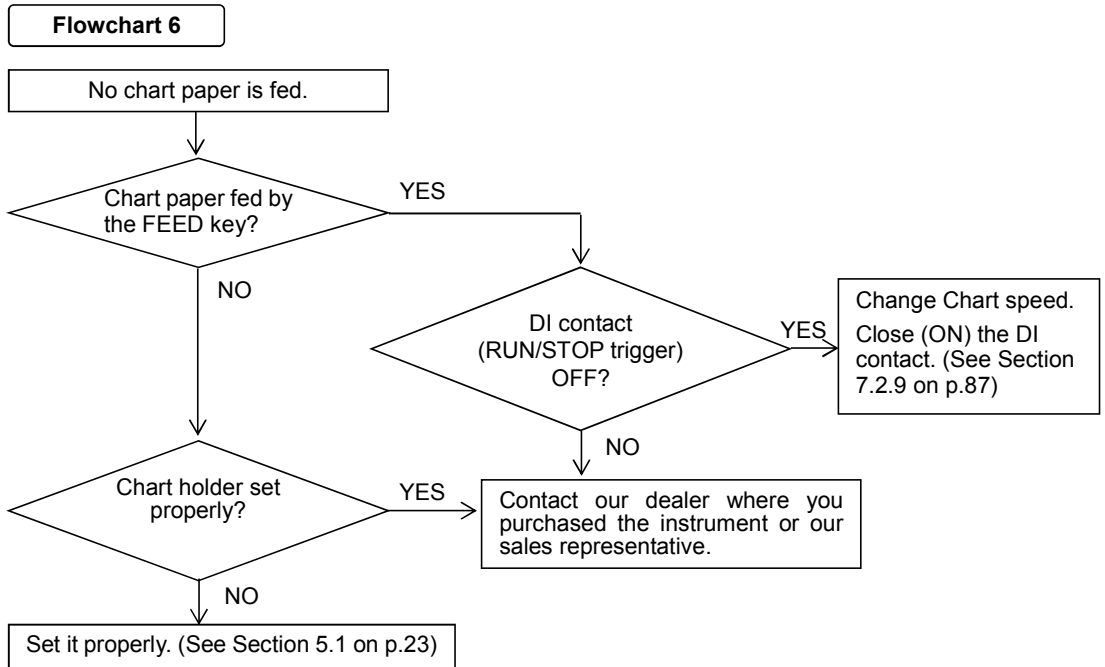 Flowchart 6
No chart paper is fed.
Chart paper fed by
the FEED key?
YES
NO
DI contact
(RUN/STOP trigger)
OFF?
YES
Change Chart speed.
Close (ON) the DI
contact. (See Section
7.2.9 on p.87)
NO
Chart holder set
properly?
YES
Contact our dealer where you
purchased the instrument or our
sales representative.
NO
Set it properly. (See Section 5.1 on p.23)